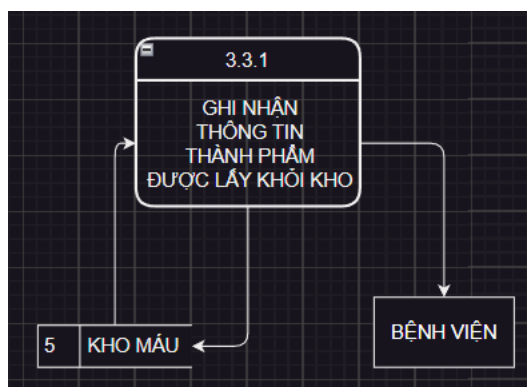 3.3.1
GHI NHẬN
THÔNG TIN
THÀNH PHẨM
ĐƯỢC LẤY KHỎI KHO
5 KHO MÁU
BỆNH VIỆN